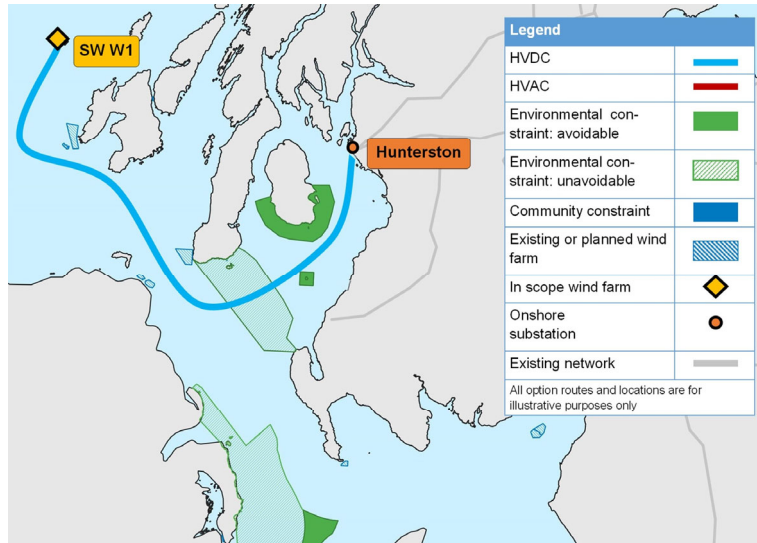 SW W1
Hunterston
Legend
HVDC
HVAC
Environmental con-
straint: avoidable
Environmental con-
straint: unavoidable
Community constraint
Existing or planned wind
farm
In scope wind farm
Onshore
substation
Existing network
All option routes and locations are for
illustrative purposes only